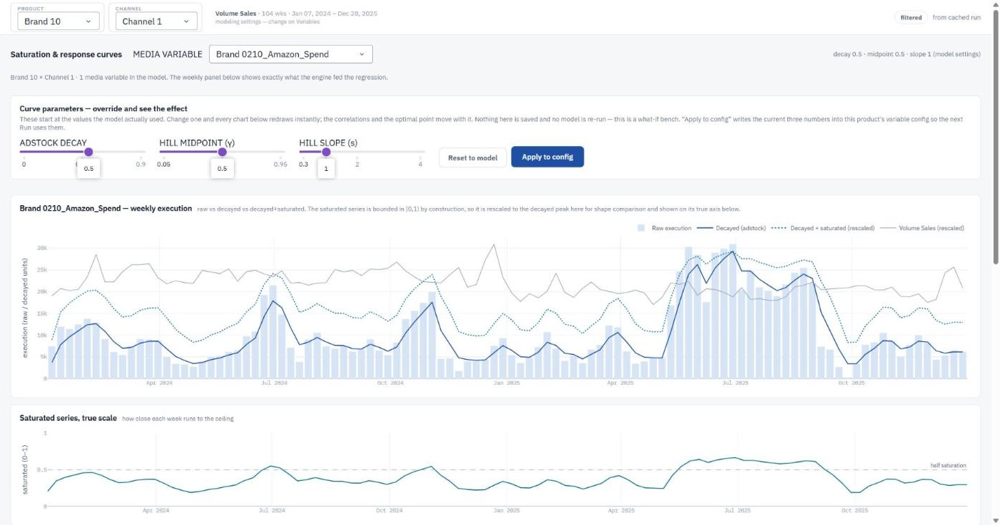 PRODUCT
Brand 10
CHANNEL
Channel 1
Volume Sales · 104 wks · Jan 07, 2024 – Dec 28, 2025
modeling settings — change on Variables
filtered
from cached run
Saturation & response curves
MEDIA VARIABLE
Brand 0210_Amazon_Spend
decay 0.5 · midpoint 0.5 · slope 1 (model settings)
Brand 10 × Channel 1 · 1 media variable in the model. The weekly panel below shows exactly what the engine fed the regression.
Curve parameters — override and see the effect
These start at the values the model actually used. Change one and every chart below redraws instantly; the correlations and the optimal point move with it. Nothing here is saved and no model is re-run — this is a what-if bench. “Apply to config” writes the current three numbers into this product's variable config so the next
Run uses them.
ADSTOCK DECAY
0
0.5
0.9
HILL MIDPOINT (γ)
0.05
0.5
0.95
HILL SLOPE (s)
0.3
1
2
4
Reset to model
Apply to config
Brand 0210_Amazon_Spend — weekly execution
raw vs decayed vs decayed+saturated. The saturated series is bounded in [0,1) by construction, so it is rescaled to the decayed peak here for shape comparison and shown on its true axis below.
Raw execution
Decayed (adstock)
Decayed + saturated (rescaled)
Volume Sales (rescaled)
execution (raw / decayed units)
30k
25k
20k
15k
10k
5k
0
Apr 2024
Jul 2024
Oct 2024
Jan 2025
Apr 2025
Jul 2025
Oct 2025
Saturated series, true scale
how close each week runs to the ceiling
saturated (0–1)
1
0.5
0
half saturation
Apr 2024
Jul 2024
Oct 2024
Jan 2025
Apr 2025
Jul 2025
Oct 2025